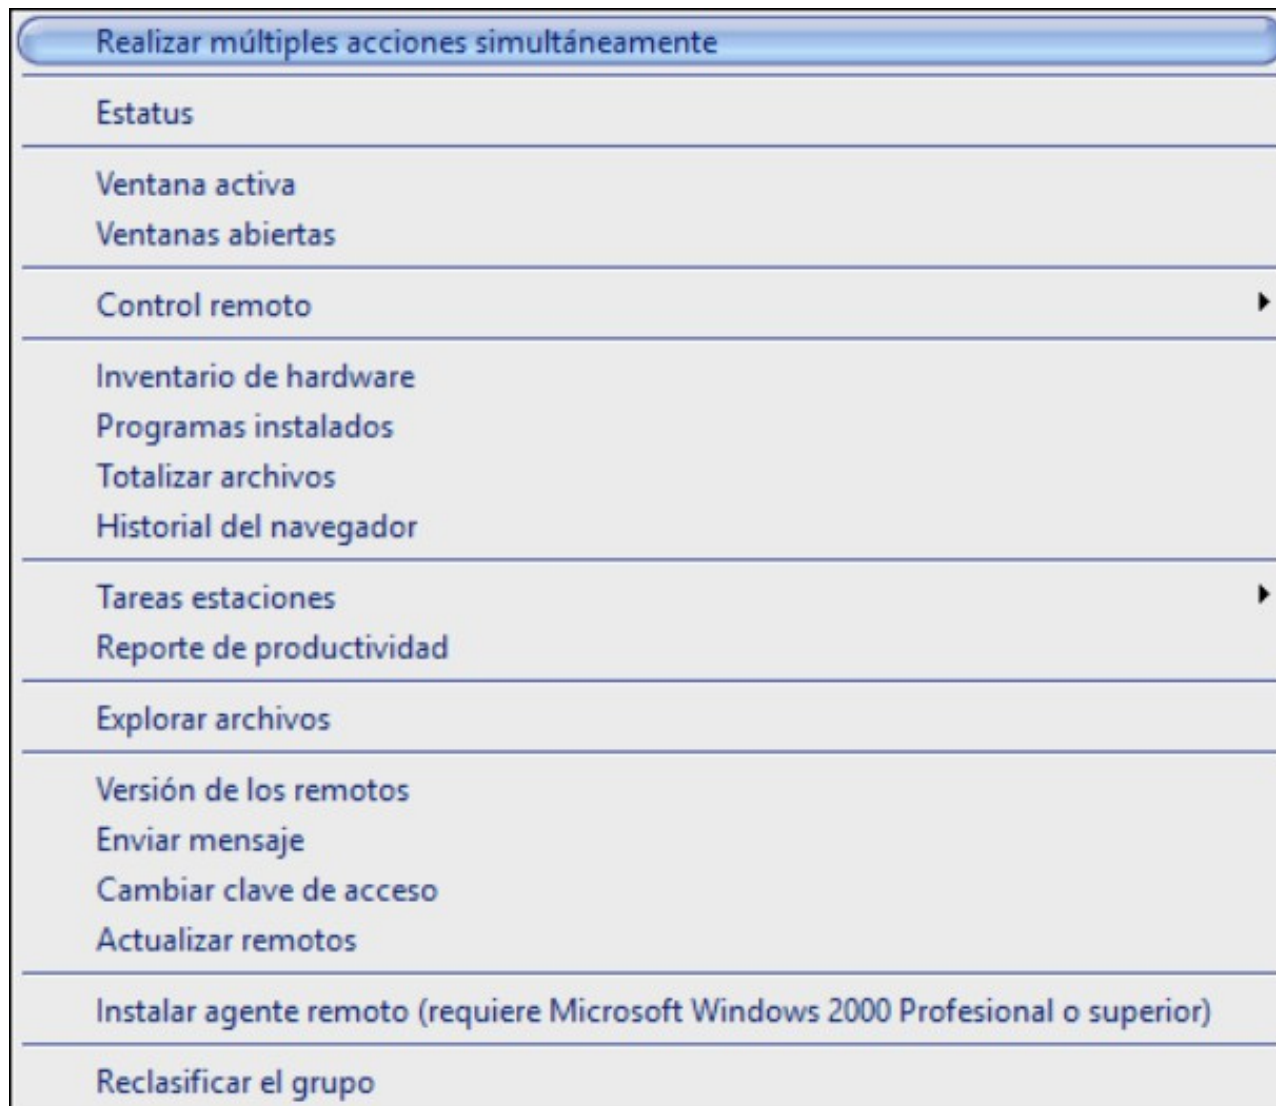 Realizar múltiples acciones simultáneamente
Estatus
Ventana activa
Ventanas abiertas
Control remoto
Inventario de hardware
Programas instalados
Totalizar archivos
Historial del navegador
Tareas estaciones
Reporte de productividad
Explorar archivos
Versión de los remotos
Enviar mensaje
Cambiar clave de acceso
Actualizar remotos
Instalar agente remoto (requiere Microsoft Windows 2000 Profesional o superior)
Reclasificar el grupo